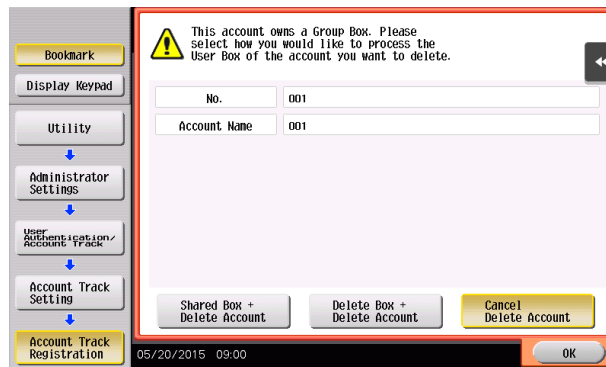 Bookmark
Display Keypad
Utility
Administrator
Settings
User
Authentication/
Account Track
Account Track
Setting
Account Track
Registration
This account owns a Group Box. Please
select how you would like to process the
User Box of the account you want to delete.
No.
001
Account Name
001
Shared Box +
Delete Account
Delete Box +
Delete Account
Cancel
Delete Account
05/20/2015 09:00
OK